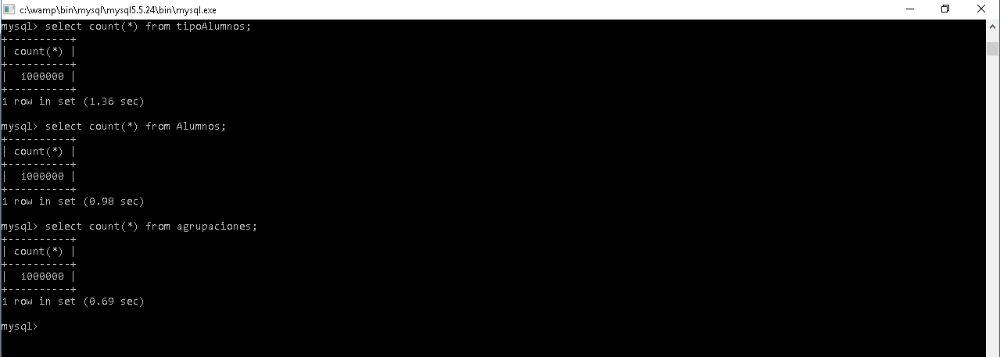 c:\wamp\bin\mysql\mysql5.5.24\bin\mysql.exe
mysql> select count(*) from tipoAlumnos;
+----------+
| count(*) |
+----------+
|  1000000 |
+----------+
1 row in set (1.36 sec)
mysql> select count(*) from Alumnos;
+----------+
| count(*) |
+----------+
|  1000000 |
+----------+
1 row in set (0.98 sec)
mysql> select count(*) from agrupaciones;
+----------+
| count(*) |
+----------+
|  1000000 |
+----------+
1 row in set (0.69 sec)
mysql>